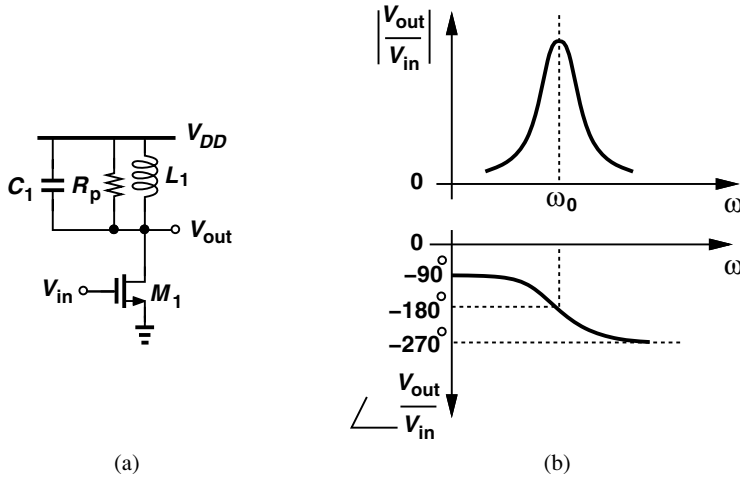 V_DD
C_1
R_p
L_1
V_out
V_in
M_1
(a)
|V_out / V_in|
0
ω_0
ω
0
−90°
ω
−180°
−270°
∠ V_out / V_in
(b)